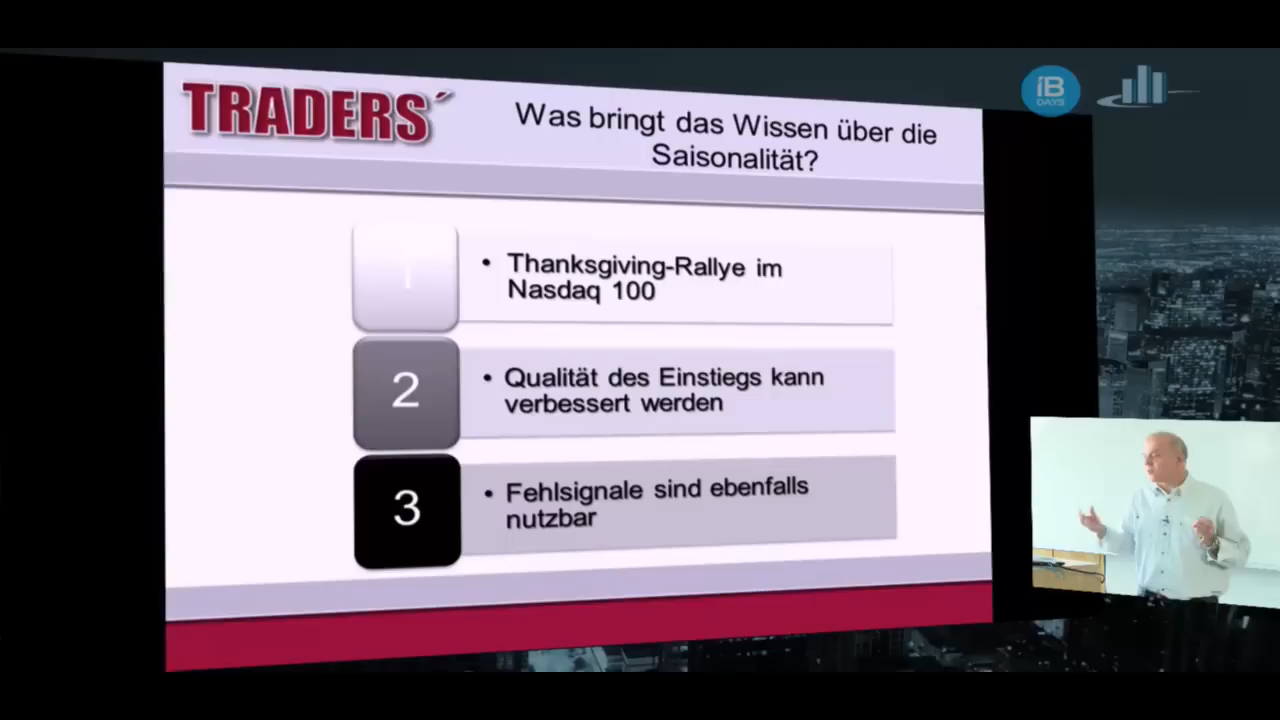 TRADERS´
Was bringt das Wissen über die
Saisonalität?
iB
DAYS
1
• Thanksgiving-Rallye im
Nasdaq 100
2
• Qualität des Einstiegs kann
verbessert werden
3
• Fehlsignale sind ebenfalls
nutzbar